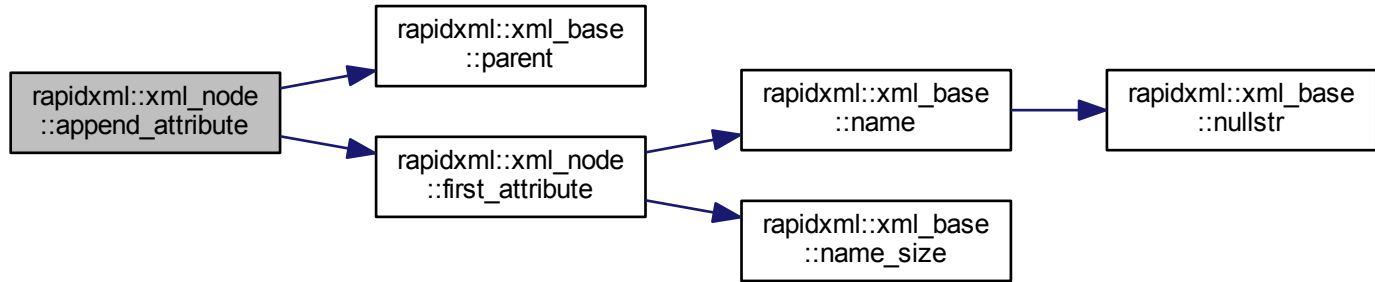 rapidxml::xml_node
::append_attribute
rapidxml::xml_base
::parent
rapidxml::xml_node
::first_attribute
rapidxml::xml_base
::name
rapidxml::xml_base
::name_size
rapidxml::xml_base
::nullstr